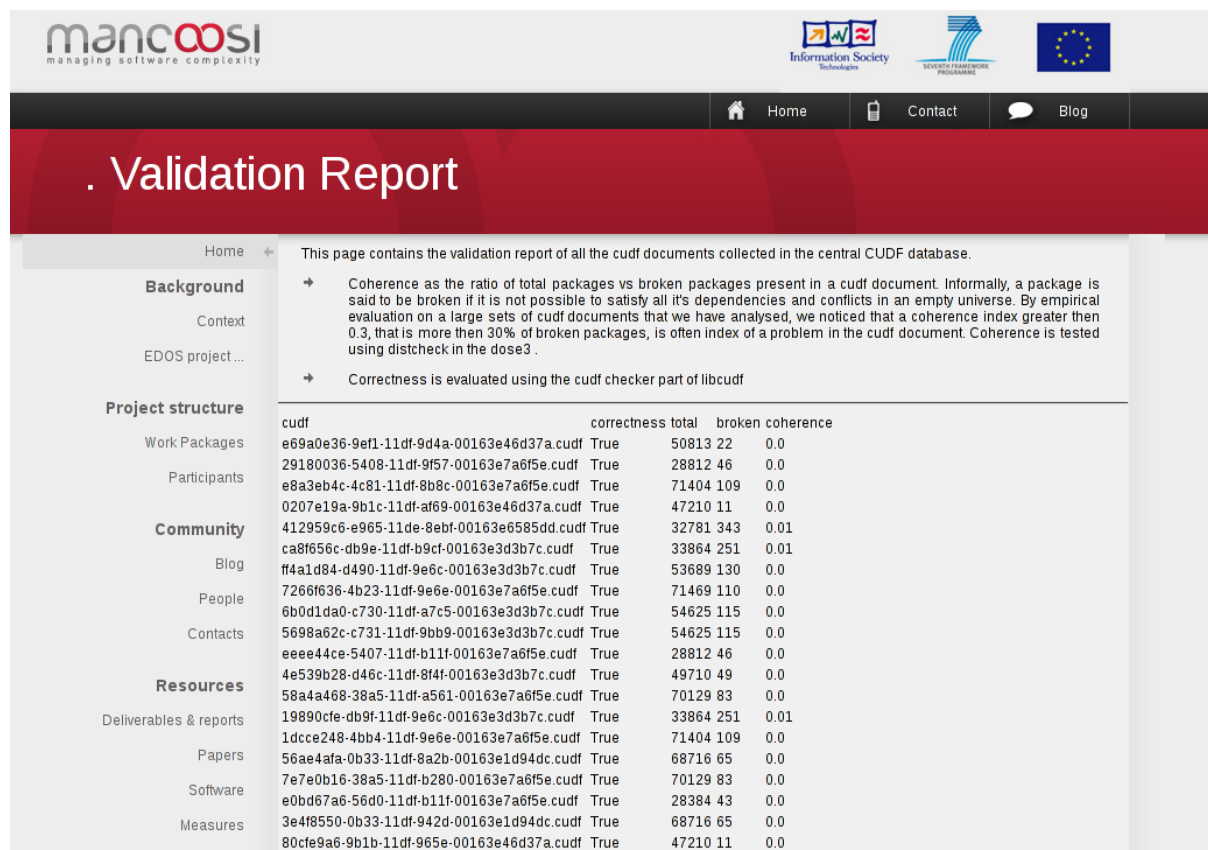 mancoosi
managing software complexity
Information Society
Technologies
SEVENTH FRAMEWORK
PROGRAMME
Home
Contact
Blog
. Validation Report
Home
Background
Context
EDOS project ...
Project structure
Work Packages
Participants
Community
Blog
People
Contacts
Resources
Deliverables & reports
Papers
Software
Measures
This page contains the validation report of all the cudf documents collected in the central CUDF database.
Coherence as the ratio of total packages vs broken packages present in a cudf document. Informally, a package is
said to be broken if it is not possible to satisfy all it's dependencies and conflicts in an empty universe. By empirical
evaluation on a large sets of cudf documents that we have analysed, we noticed that a coherence index greater then
0.3, that is more then 30% of broken packages, is often index of a problem in the cudf document. Coherence is tested
using distcheck in the dose3 .
Correctness is evaluated using the cudf checker part of libcudf
cudf correctness total broken coherence
e69a0e36-9ef1-11df-9d4a-00163e46d37a.cudf True 50813 22 0.0
29180036-5408-11df-9f57-00163e7a6f5e.cudf True 28812 46 0.0
e8a3eb4c-4c81-11df-8b8c-00163e7a6f5e.cudf True 71404 109 0.0
0207e19a-9b1c-11df-af69-00163e46d37a.cudf True 47210 11 0.0
412959c6-e965-11de-8ebf-00163e6585dd.cudf True 32781 343 0.01
ca8f656c-db9e-11df-b9cf-00163e3d3b7c.cudf True 33864 251 0.01
ff4a1d84-d490-11df-9e6c-00163e3d3b7c.cudf True 53689 130 0.0
7266f636-4b23-11df-9e6e-00163e7a6f5e.cudf True 71469 110 0.0
6b0d1da0-c730-11df-a7c5-00163e3d3b7c.cudf True 54625 115 0.0
5698a62c-c731-11df-9bb9-00163e3d3b7c.cudf True 54625 115 0.0
eeee44ce-5407-11df-b11f-00163e7a6f5e.cudf True 28812 46 0.0
4e539b28-d46c-11df-8f4f-00163e3d3b7c.cudf True 49710 49 0.0
58a4a468-38a5-11df-a561-00163e7a6f5e.cudf True 70129 83 0.0
19890cfe-db9f-11df-9e6c-00163e3d3b7c.cudf True 33864 251 0.01
1dcce248-4bb4-11df-9e6e-00163e7a6f5e.cudf True 71404 109 0.0
56ae4afa-0b33-11df-8a2b-00163e1d94dc.cudf True 68716 65 0.0
7e7e0b16-38a5-11df-b280-00163e7a6f5e.cudf True 70129 83 0.0
e0bd67a6-56d0-11df-b11f-00163e7a6f5e.cudf True 28384 43 0.0
3e4f8550-0b33-11df-942d-00163e1d94dc.cudf True 68716 65 0.0
80cfe9a6-9b1b-11df-965e-00163e46d37a.cudf True 47210 11 0.0